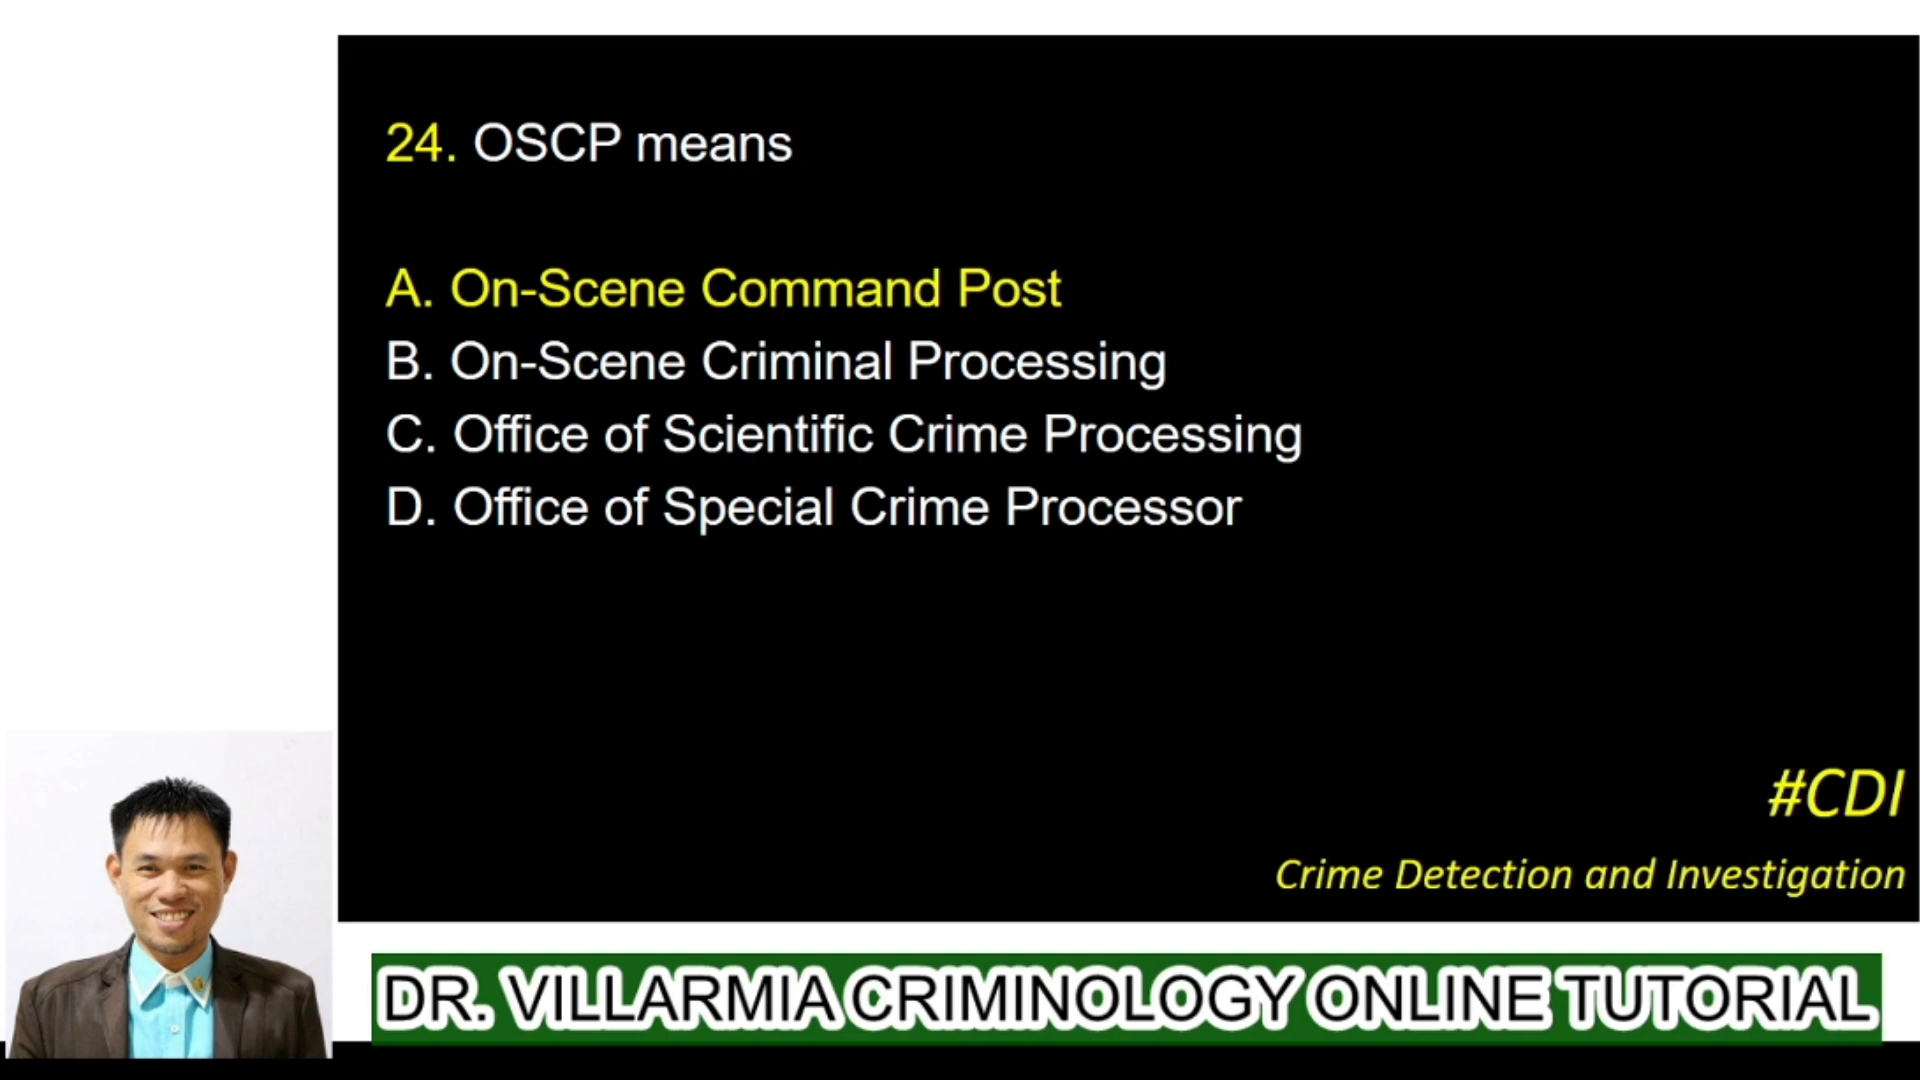 24. OSCP means
A. On-Scene Command Post
B. On-Scene Criminal Processing
C. Office of Scientific Crime Processing
D. Office of Special Crime Processor
#CDI
Crime Detection and Investigation
DR. VILLARMIA CRIMINOLOGY ONLINE TUTORIAL